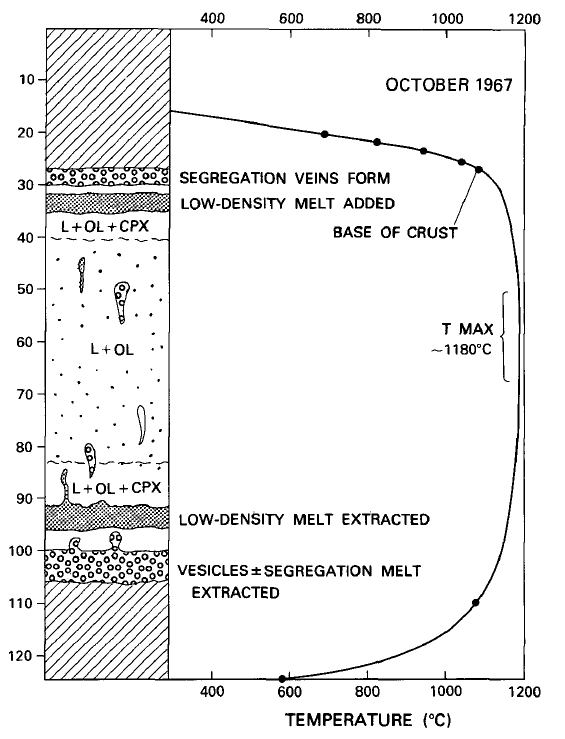 400 600 800 1000 1200
OCTOBER 1967
10
20
SEGREGATION VEINS FORM
30
LOW-DENSITY MELT ADDED
L+OL+CPX
BASE OF CRUST
40
50
T MAX
~1180°C
60
L+OL
70
80
L+OL+CPX
90
LOW-DENSITY MELT EXTRACTED
100
VESICLES±SEGREGATION MELT
EXTRACTED
110
120
400 600 800 1000 1200
TEMPERATURE (°C)